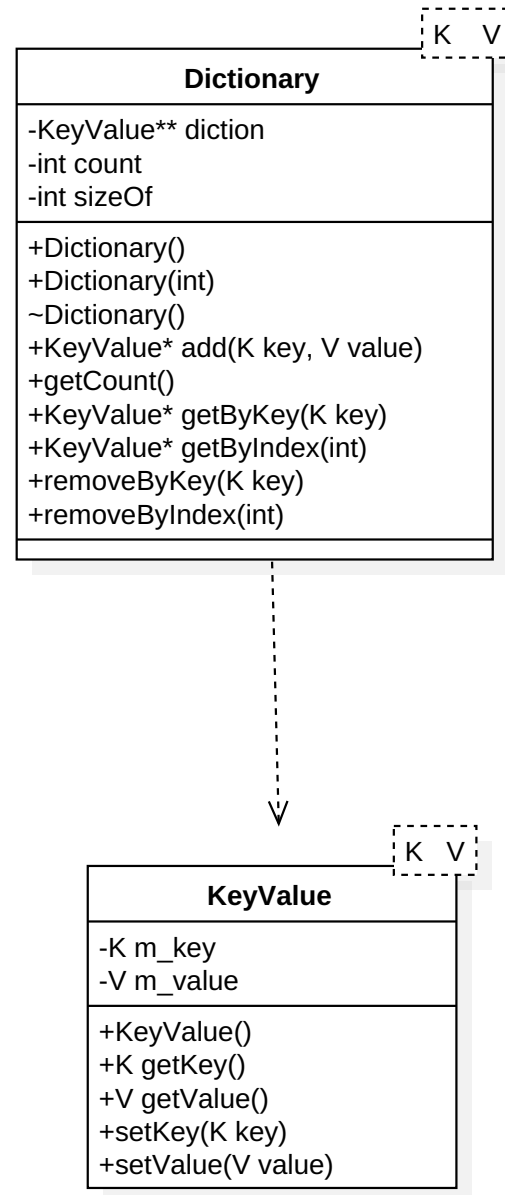 K V
Dictionary
-KeyValue** diction
-int count
-int sizeOf
+Dictionary()
+Dictionary(int)
~Dictionary()
+KeyValue* add(K key, V value)
+getCount()
+KeyValue* getByKey(K key)
+KeyValue* getByIndex(int)
+removeByKey(K key)
+removeByIndex(int)
K V
KeyValue
-K m_key
-V m_value
+KeyValue()
+K getKey()
+V getValue()
+setKey(K key)
+setValue(V value)